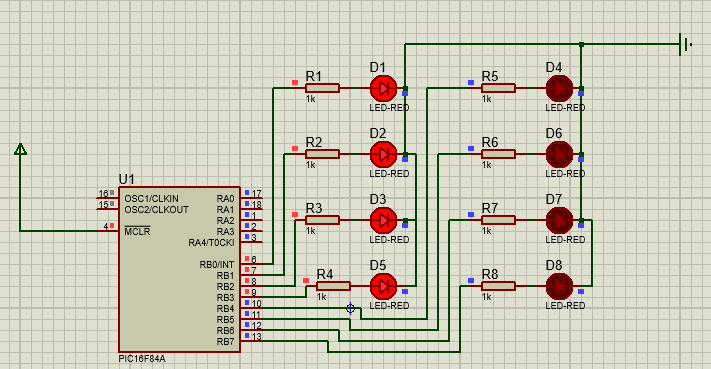 R1
1k
D1
LED-RED
R5
1k
D4
LED-RED
R2
1k
D2
LED-RED
R6
1k
D6
LED-RED
R3
1k
D3
LED-RED
R7
1k
D7
LED-RED
R4
1k
D5
LED-RED
R8
1k
D8
LED-RED
U1
16 OSC1/CLKIN RA0 17
15 OSC2/CLKOUT RA1 18
RA2 1
4 MCLR RA3 2
RA4/T0CKI 3
RB0/INT 6
RB1 7
RB2 8
RB3 9
RB4 10
RB5 11
RB6 12
RB7 13
PIC16F84A